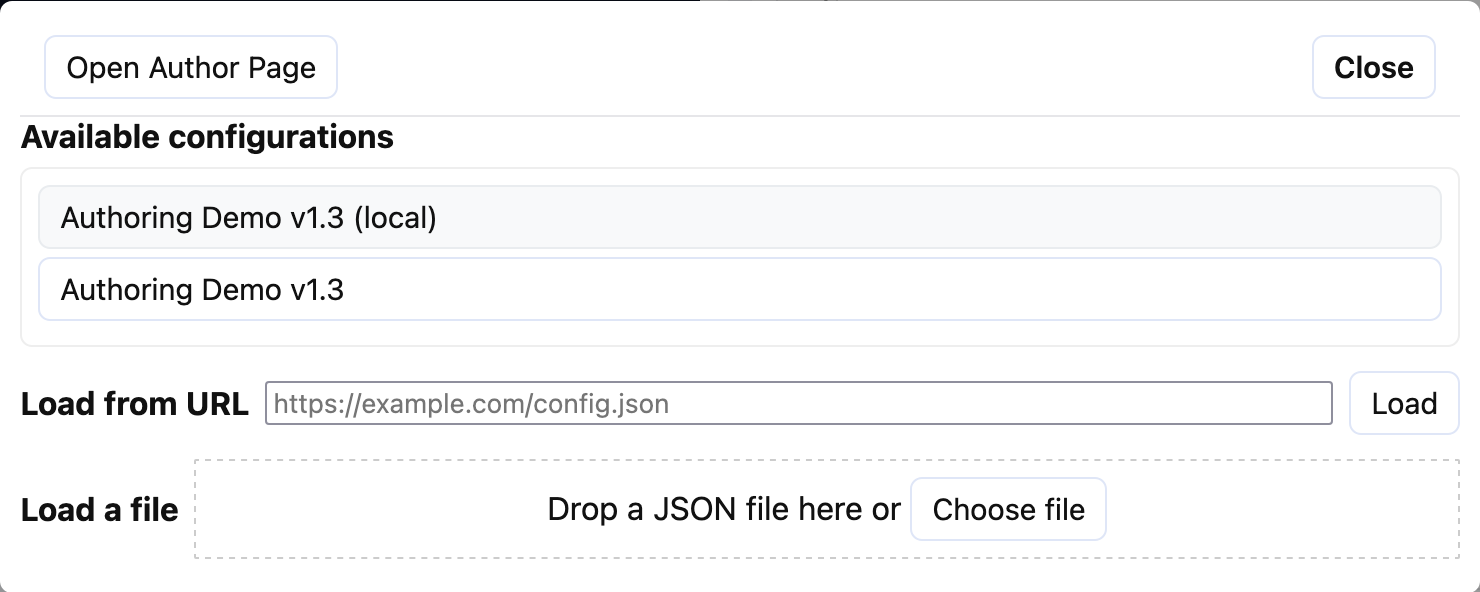 Open Author Page
Close
Available configurations
Authoring Demo v1.3 (local)
Authoring Demo v1.3
Load from URL
https://example.com/config.json
Load
Load a file
Drop a JSON file here or
Choose file